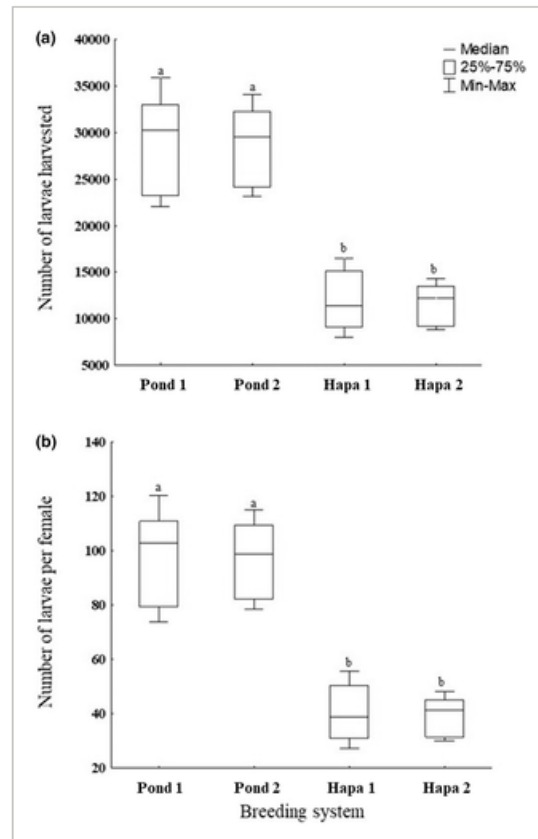 (a)
Number of larvae harvested
40000
35000
30000
25000
20000
15000
10000
5000
Median
25%-75%
Min-Max
a
a
b
b
Pond 1
Pond 2
Hapa 1
Hapa 2
(b)
Number of larvae per female
140
120
100
80
60
40
20
a
a
b
b
Pond 1
Pond 2
Hapa 1
Hapa 2
Breeding system